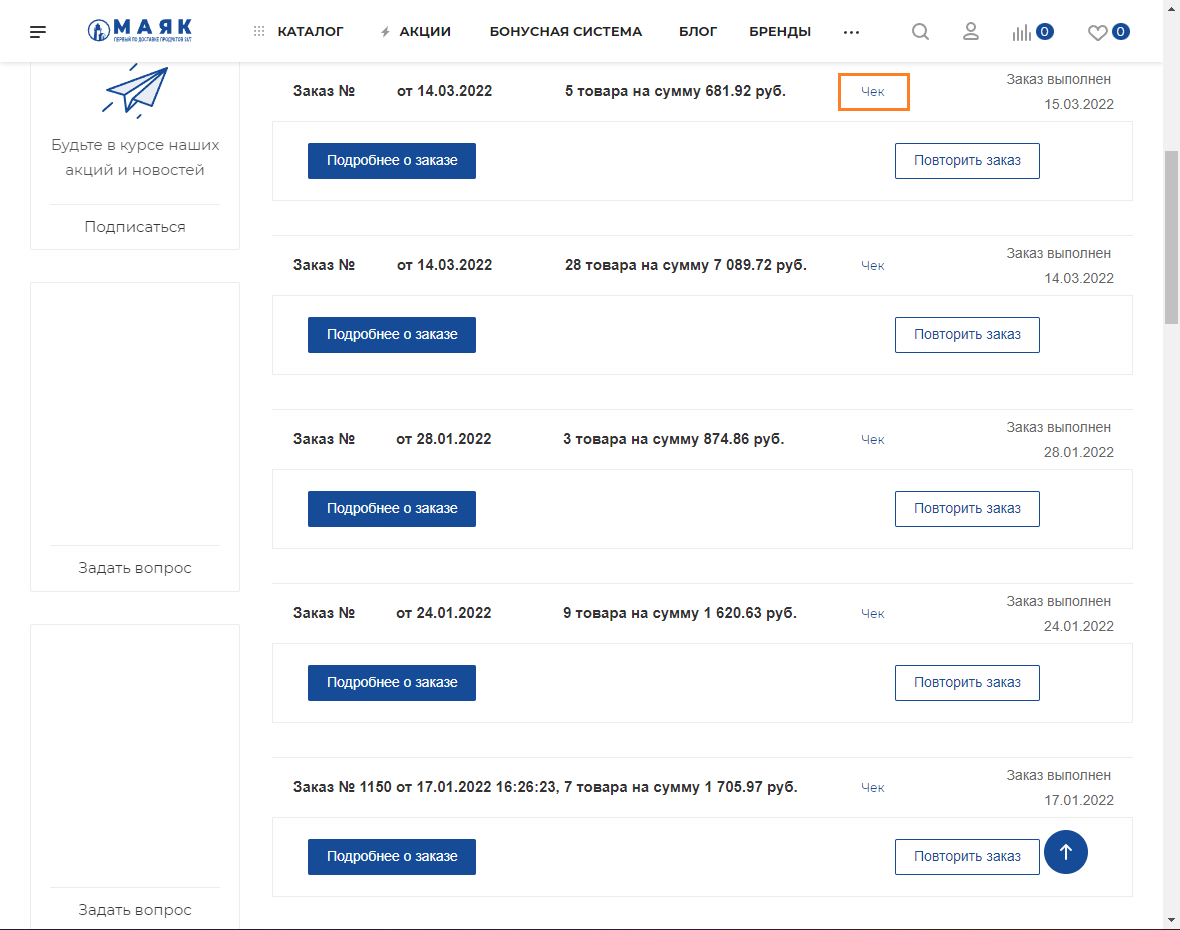 МАЯК
ПЕРВЫЙ ПО ДОСТАВКЕ ПРОДУКТОВ 24/7
КАТАЛОГ
АКЦИИ
БОНУСНАЯ СИСТЕМА
БЛОГ
БРЕНДЫ
...
0
0
Будьте в курсе наших
акций и новостей
Подписаться
Задать вопрос
Задать вопрос
Заказ № от 14.03.2022 5 товара на сумму 681.92 руб.
Чек
Заказ выполнен
15.03.2022
Подробнее о заказе
Повторить заказ
Заказ № от 14.03.2022 28 товара на сумму 7 089.72 руб.
Чек
Заказ выполнен
14.03.2022
Подробнее о заказе
Повторить заказ
Заказ № от 28.01.2022 3 товара на сумму 874.86 руб.
Чек
Заказ выполнен
28.01.2022
Подробнее о заказе
Повторить заказ
Заказ № от 24.01.2022 9 товара на сумму 1 620.63 руб.
Чек
Заказ выполнен
24.01.2022
Подробнее о заказе
Повторить заказ
Заказ № 1150 от 17.01.2022 16:26:23, 7 товара на сумму 1 705.97 руб.
Чек
Заказ выполнен
17.01.2022
Подробнее о заказе
Повторить заказ